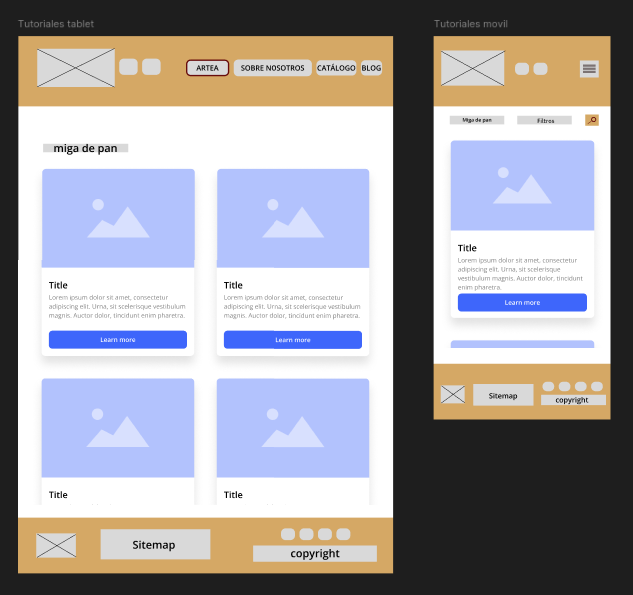 Tutoriales tablet
ARTEA
SOBRE NOSOTROS
CATÁLOGO
BLOG
miga de pan
Title
Lorem ipsum dolor sit amet, consectetur
adipiscing elit. Urna, sit scelerisque vestibulum
magnis. Auctor dolor, tincidunt enim pharetra.
Learn more
Title
Lorem ipsum dolor sit amet, consectetur
adipiscing elit. Urna, sit scelerisque vestibulum
magnis. Auctor dolor, tincidunt enim pharetra.
Learn more
Title
Title
Sitemap
copyright
Tutoriales movil
Miga de pan
Filtros
Title
Lorem ipsum dolor sit amet, consectetur
adipiscing elit. Urna, sit scelerisque
vestibulum magnis. Auctor dolor, tincidunt
enim pharetra.
Learn more
Sitemap
copyright